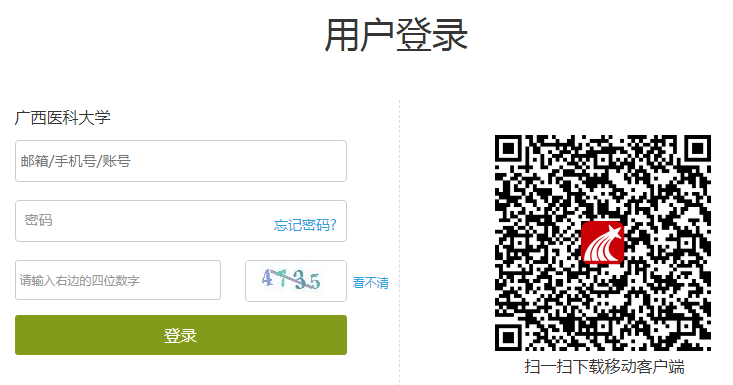 用户登录
广西医科大学
邮箱/手机号/账号
密码
忘记密码?
请输入右边的四位数字
4735
看不清
登录
扫一扫下载移动客户端